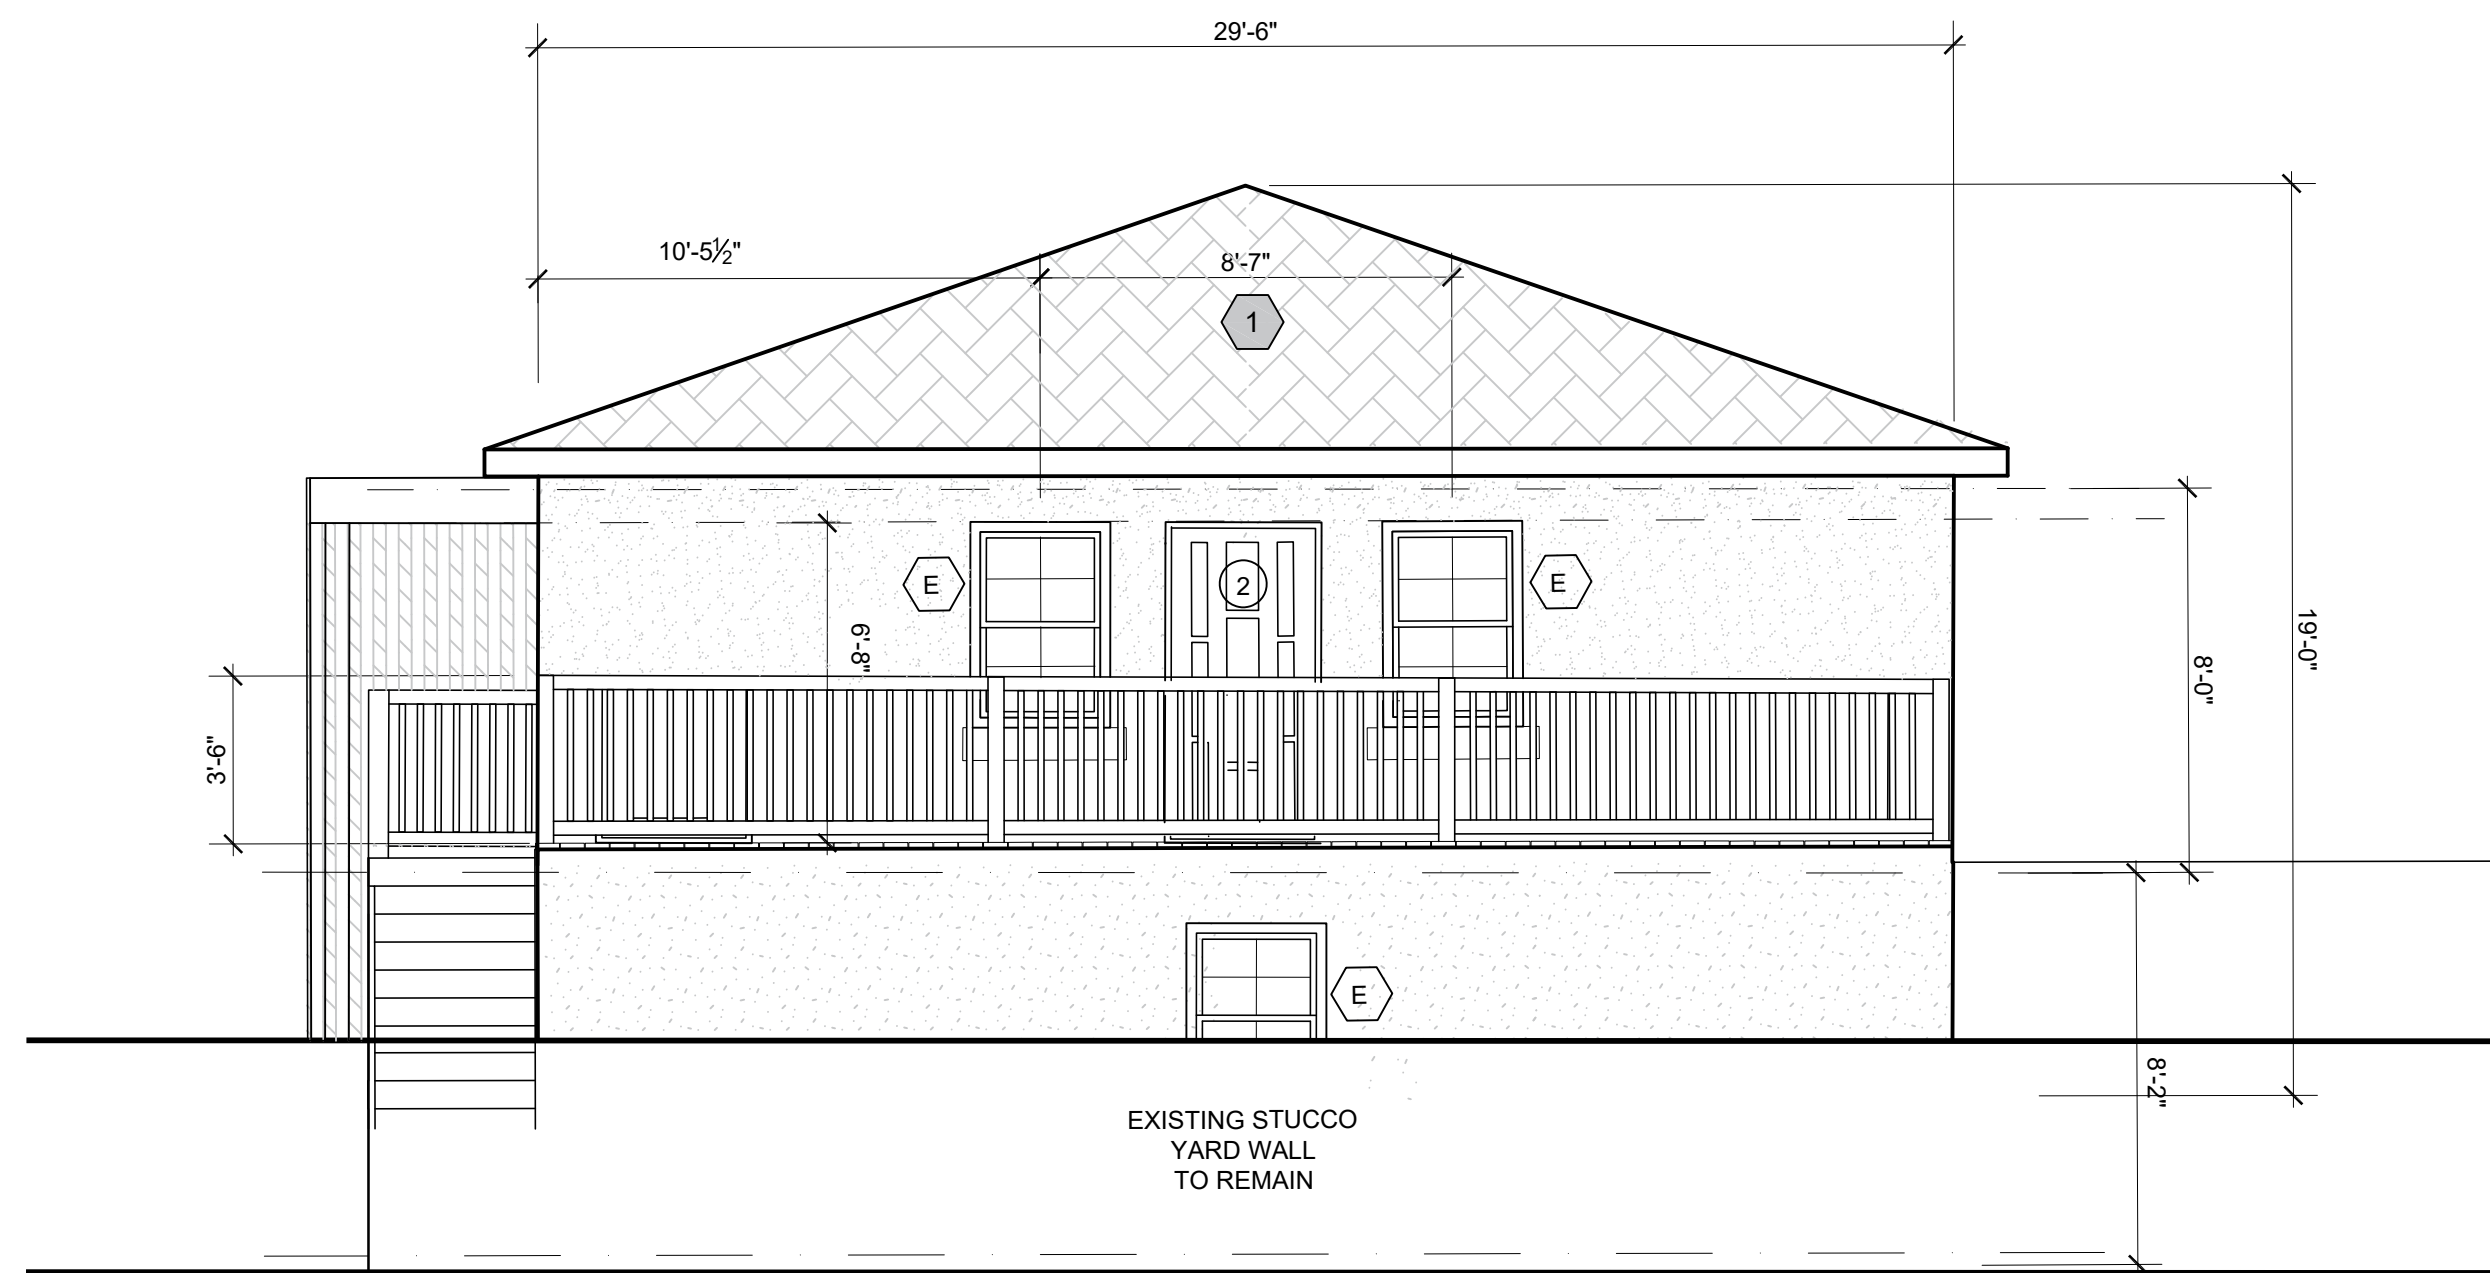 29'-6"
10'-5½"
8'-7"
1
E
2
E
6'-8"
19'-0"
8'-0"
3'-6"
E
8'-2"
EXISTING STUCCO
YARD WALL
TO REMAIN